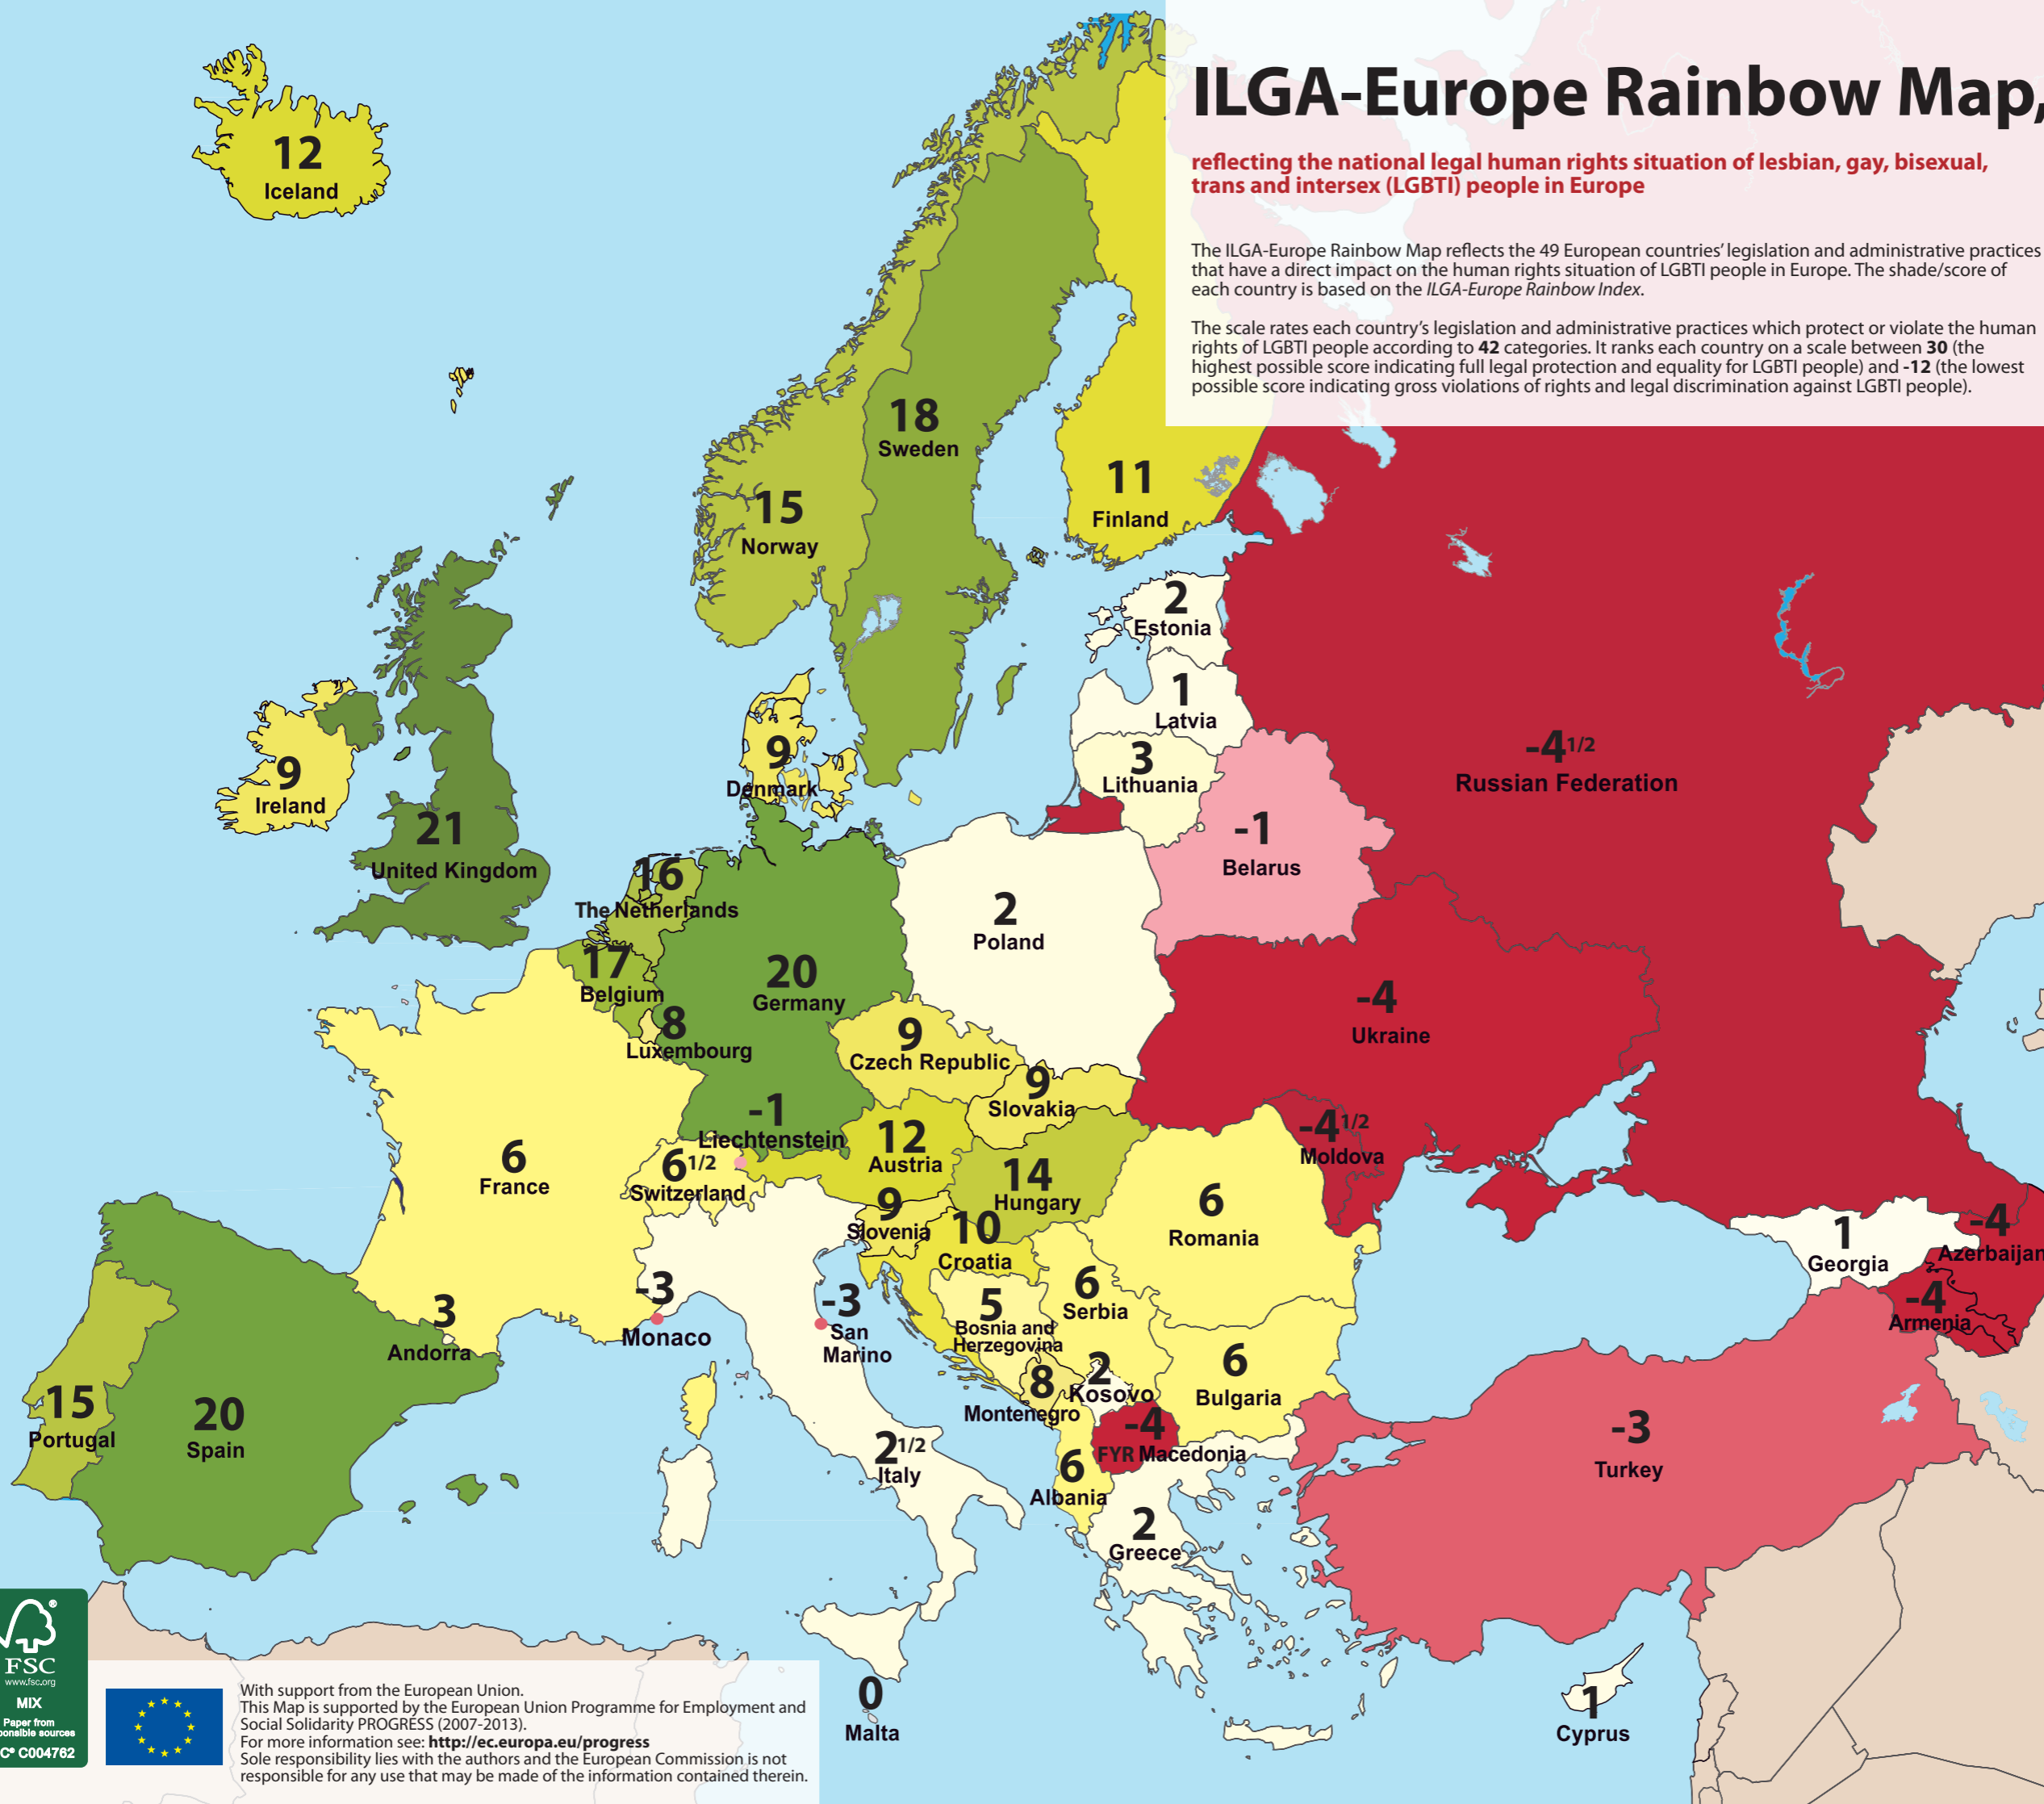 ILGA-Europe Rainbow Map,
reflecting the national legal human rights situation of lesbian, gay, bisexual,
trans and intersex (LGBTI) people in Europe
The ILGA-Europe Rainbow Map reflects the 49 European countries' legislation and administrative practices
that have a direct impact on the human rights situation of LGBTI people in Europe. The shade/score of
each country is based on the ILGA-Europe Rainbow Index.
The scale rates each country's legislation and administrative practices which protect or violate the human
rights of LGBTI people according to 42 categories. It ranks each country on a scale between 30 (the
highest possible score indicating full legal protection and equality for LGBTI people) and -12 (the lowest
possible score indicating gross violations of rights and legal discrimination against LGBTI people).
12
Iceland
18
Sweden
11
Finland
15
Norway
2
Estonia
1
Latvia
3
Lithuania
-4 1/2
Russian Federation
9
Ireland
9
Denmark
21
United Kingdom
-1
Belarus
16
The Netherlands
2
Poland
17
Belgium
20
Germany
-4
Ukraine
8
Luxembourg
9
Czech Republic
9
Slovakia
-1
Liechtenstein
12
Austria
-4 1/2
Moldova
6
France
6 1/2
Switzerland
14
Hungary
9
Slovenia
10
Croatia
6
Romania
1
Georgia
-4
Azerbaijan
-4
Armenia
3
Andorra
-3
Monaco
-3
San
Marino
5
Bosnia and
Herzegovina
6
Serbia
8
Montenegro
2
Kosovo
6
Bulgaria
15
Portugal
20
Spain
2 1/2
Italy
-4
FYR Macedonia
6
Albania
-3
Turkey
2
Greece
0
Malta
1
Cyprus
®
FSC
www.fsc.org
MIX
Paper from
ponsible sources
C® C004762
With support from the European Union.
This Map is supported by the European Union Programme for Employment and
Social Solidarity PROGRESS (2007-2013).
For more information see: http://ec.europa.eu/progress
Sole responsibility lies with the authors and the European Commission is not
responsible for any use that may be made of the information contained therein.